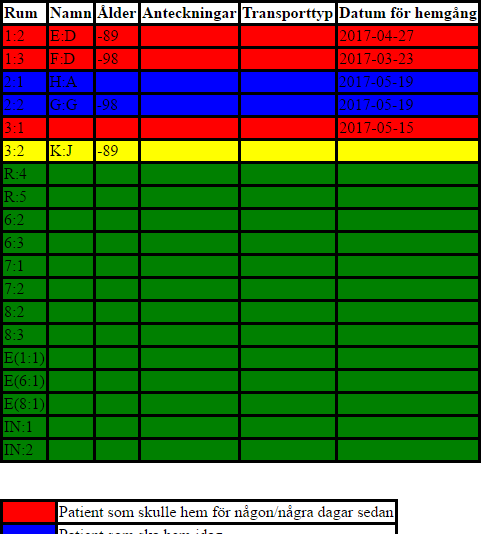 Rum Namn Ålder Anteckningar Transporttyp Datum för hemgång
1:2 E:D -89 2017-04-27
1:3 F:D -98 2017-03-23
2:1 H:A 2017-05-19
2:2 G:G -98 2017-05-19
3:1 2017-05-15
3:2 K:J -89
R:4
R:5
6:2
6:3
7:1
7:2
8:2
8:3
E(1:1)
E(6:1)
E(8:1)
IN:1
IN:2
Patient som skulle hem för någon/några dagar sedan
Patient som ska hem idag